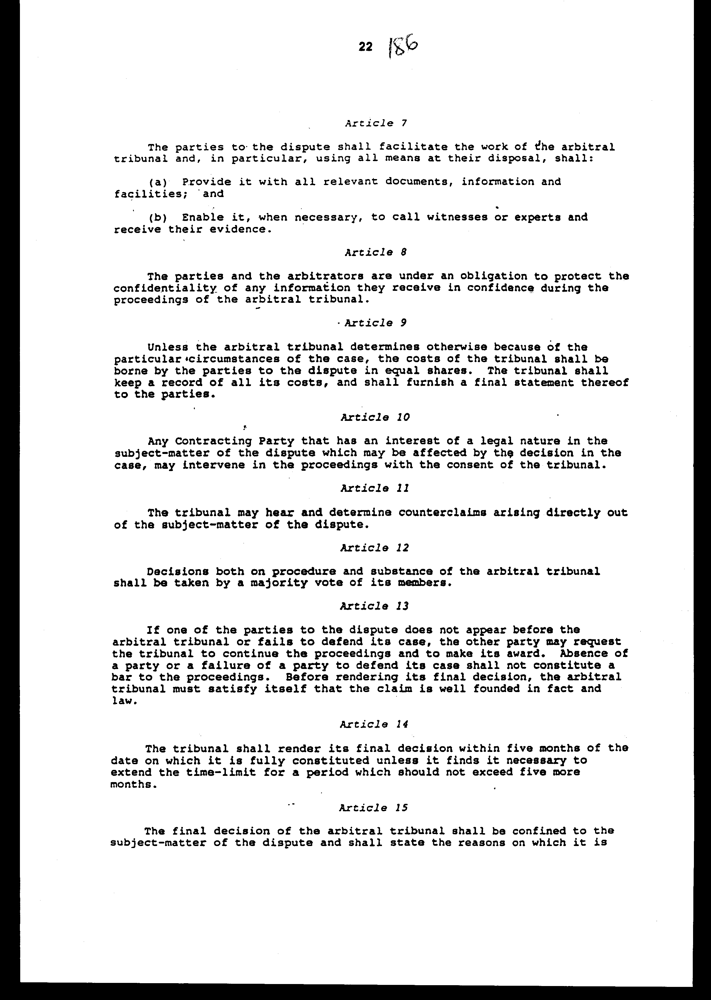 22 186
Article 7
The parties to the dispute shall facilitate the work of the arbitral
tribunal and, in particular, using all means at their disposal, shall:
(a) Provide it with all relevant documents, information and
facilities; and
(b) Enable it, when necessary, to call witnesses or experts and
receive their evidence.
Article 8
The parties and the arbitrators are under an obligation to protect the
confidentiality of any information they receive in confidence during the
proceedings of the arbitral tribunal.
Article 9
Unless the arbitral tribunal determines otherwise because of the
particular circumstances of the case, the costs of the tribunal shall be
borne by the parties to the dispute in equal shares. The tribunal shall
keep a record of all its costs, and shall furnish a final statement thereof
to the parties.
Article 10
Any Contracting Party that has an interest of a legal nature in the
subject-matter of the dispute which may be affected by the decision in the
case, may intervene in the proceedings with the consent of the tribunal.
Article 11
The tribunal may hear and determine counterclaims arising directly out
of the subject-matter of the dispute.
Article 12
Decisions both on procedure and substance of the arbitral tribunal
shall be taken by a majority vote of its members.
Article 13
If one of the parties to the dispute does not appear before the
arbitral tribunal or fails to defend its case, the other party may request
the tribunal to continue the proceedings and to make its award. Absence of
a party or a failure of a party to defend its case shall not constitute a
bar to the proceedings. Before rendering its final decision, the arbitral
tribunal must satisfy itself that the claim is well founded in fact and
law.
Article 14
The tribunal shall render its final decision within five months of the
date on which it is fully constituted unless it finds it necessary to
extend the time-limit for a period which should not exceed five more
months.
Article 15
The final decision of the arbitral tribunal shall be confined to the
subject-matter of the dispute and shall state the reasons on which it is